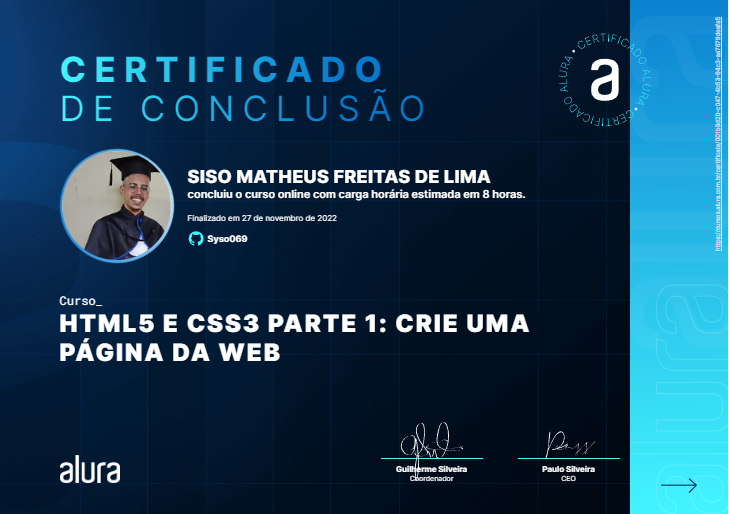 CERTIFICADO
DE CONCLUSÃO
CERTIFICADO ALURA • CERTIFICADO ALURA •
a
SISO MATHEUS FREITAS DE LIMA
concluiu o curso online com carga horária estimada em 8 horas.
Finalizado em 27 de novembro de 2022
Syso069
Curso_
HTML5 E CSS3 PARTE 1: CRIE UMA
PÁGINA DA WEB
alura
Guilherme Silveira
Coordenador
Paulo Silveira
CEO
alura